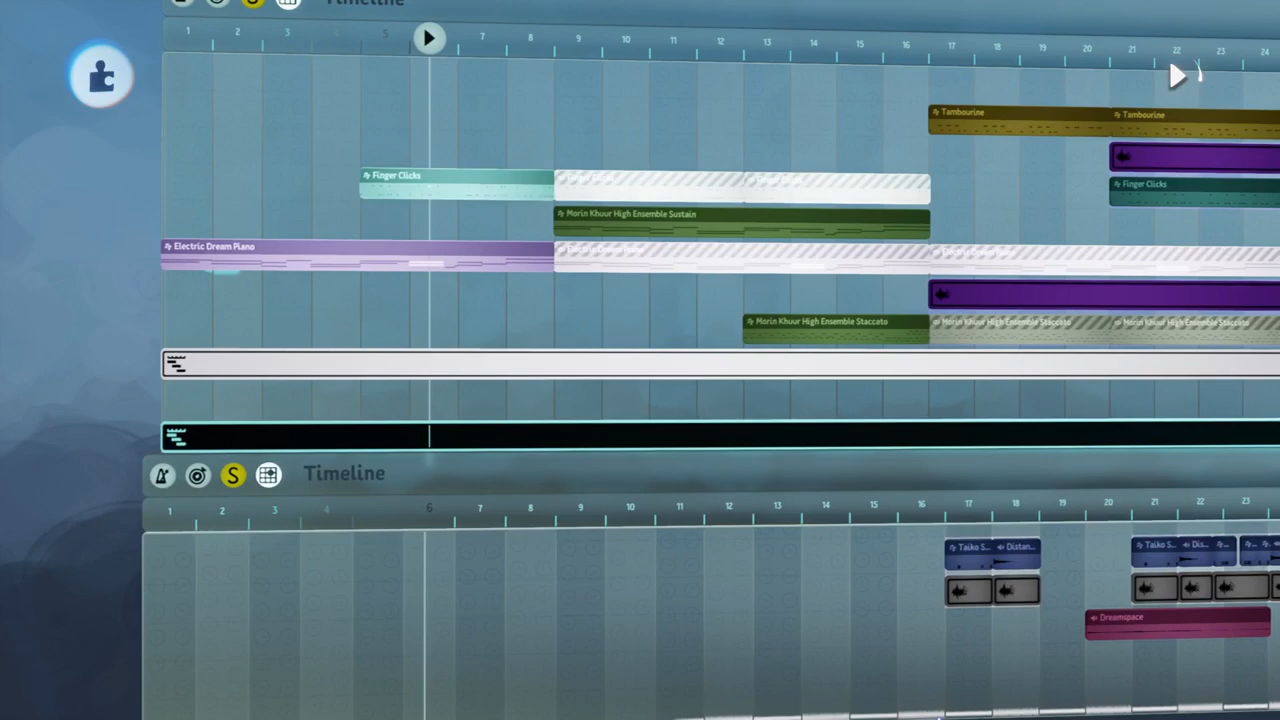 Timeline
1 2 3 4 5 7 8 9 10 11 12 13 14 15 16 17 18 19 20 21 22 23 24
Tambourine Tambourine
Finger Clicks
Finger Clicks
Morin Khuur High Ensemble Sustain
Electric Dream Piano
Morin Khuur High Ensemble Staccato Morin Khuur High Ensemble Staccato Morin Khuur High Ensemble Staccato
S Timeline
1 2 3 4 6 7 8 9 10 11 12 13 14 15 16 17 18 19 20 21 22 23
Taiko S... Distan... Taiko S... Dis...
Dreamspace